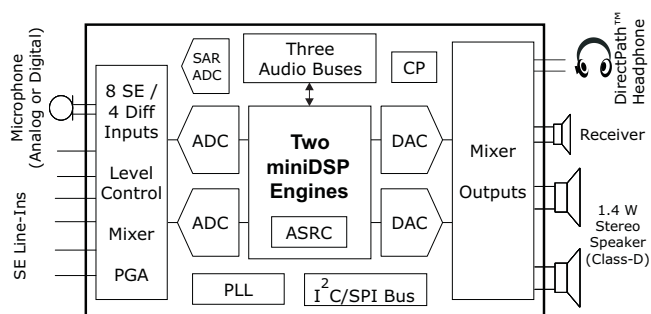 Microphone
(Analog or Digital)
SE Line-Ins
8 SE /
4 Diff
Inputs
Level
Control
Mixer
PGA
SAR
ADC
Three
Audio Buses
CP
ADC
ADC
Two
miniDSP
Engines
ASRC
DAC
DAC
PLL
I²C/SPI Bus
Mixer
Outputs
DirectPath™
Headphone
Receiver
1.4 W
Stereo
Speaker
(Class-D)